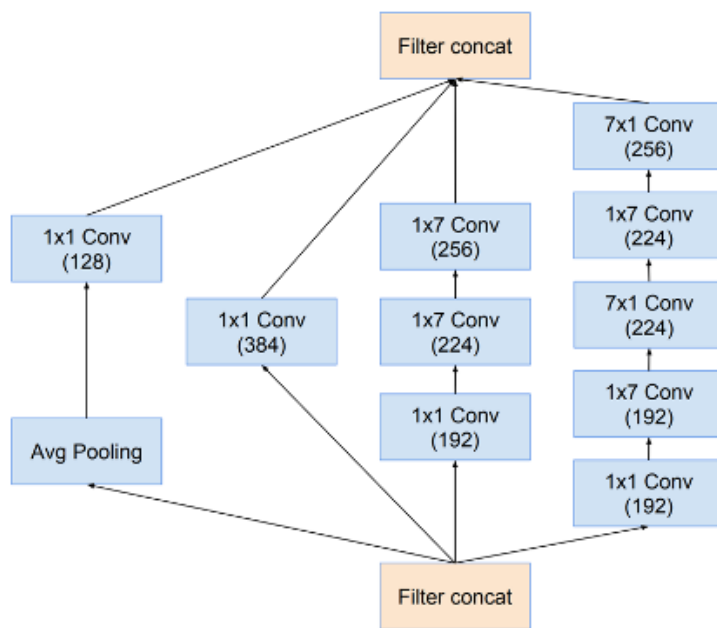 Filter concat
7x1 Conv
(256)
1x1 Conv
(128)
1x7 Conv
(256)
1x7 Conv
(224)
1x1 Conv
(384)
1x7 Conv
(224)
7x1 Conv
(224)
Avg Pooling
1x1 Conv
(192)
1x7 Conv
(192)
1x1 Conv
(192)
Filter concat